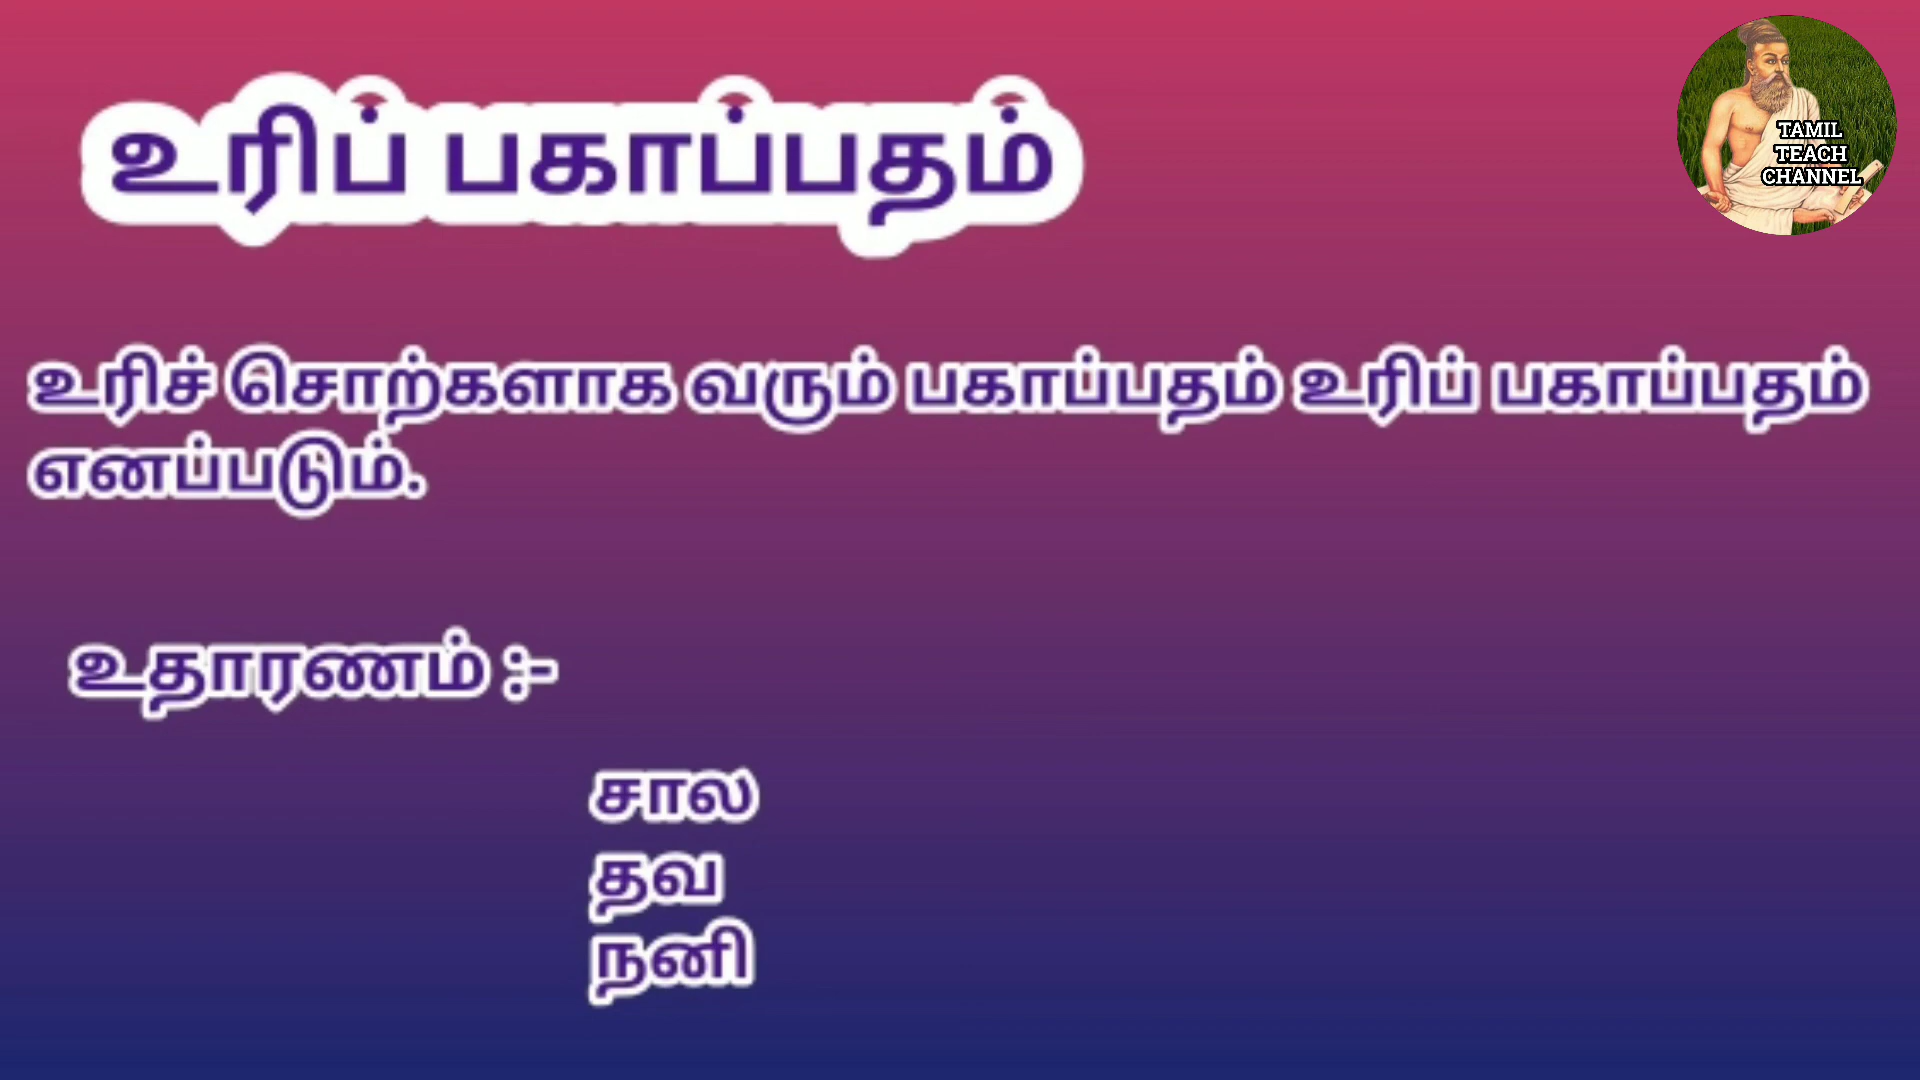 உரிப் பகாப்பதம்
TAMIL
TEACH
CHANNEL
உரிச் சொற்களாக வரும் பகாப்பதம் உரிப் பகாப்பதம்
எனப்படும்.
உதாரணம் :-
சால
தவ
நனி